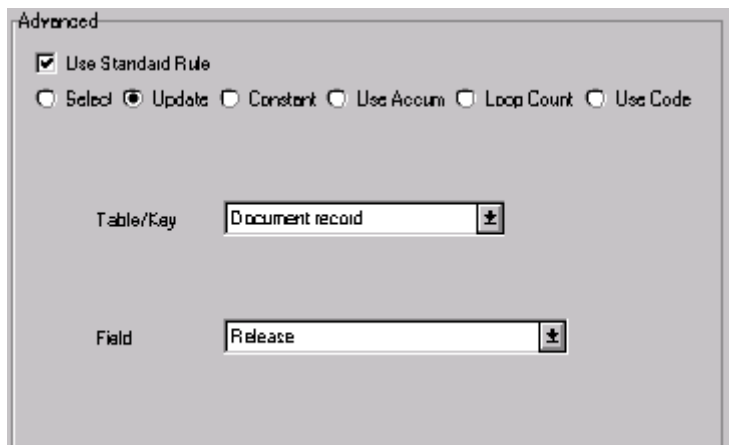 Advanced
Use Standard Rule
Select Update Constant Use Accum Loop Count Use Code
Table/Key Document record
Field Release